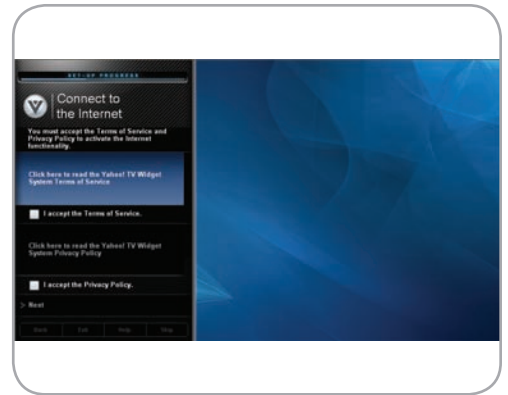 SET-UP PROGRESS
V
Connect to
the Internet
You must accept the Terms of Service and
Privacy Policy to activate the Internet
functionality.
Click here to read the Yahoo! TV Widget
System Terms of Service
I accept the Terms of Service.
Click here to read the Yahoo! TV Widget
System Privacy Policy
I accept the Privacy Policy.
> Next
Back Exit Help Skip